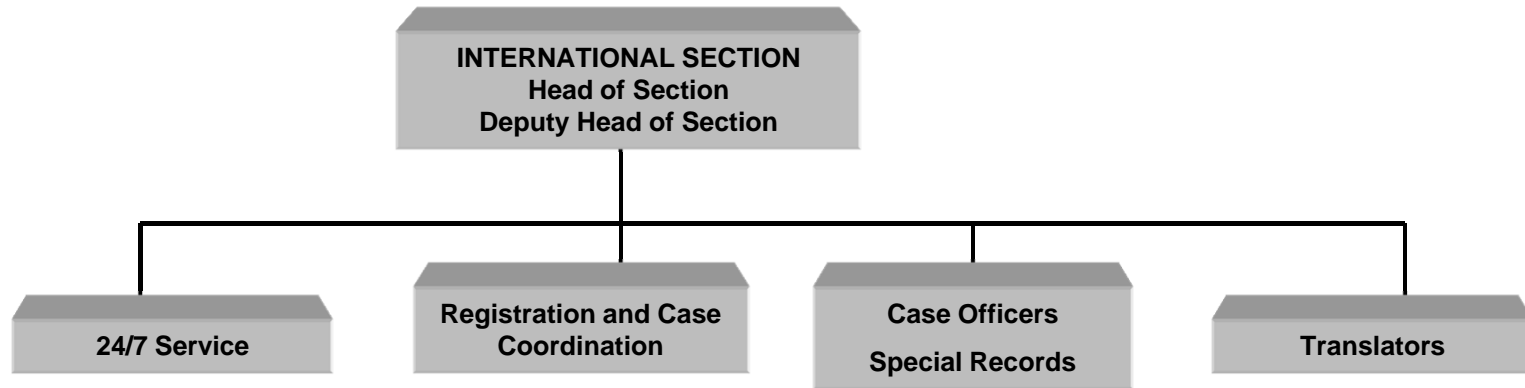 INTERNATIONAL SECTION
Head of Section
Deputy Head of Section
24/7 Service
Registration and Case
Coordination
Case Officers
Special Records
Translators